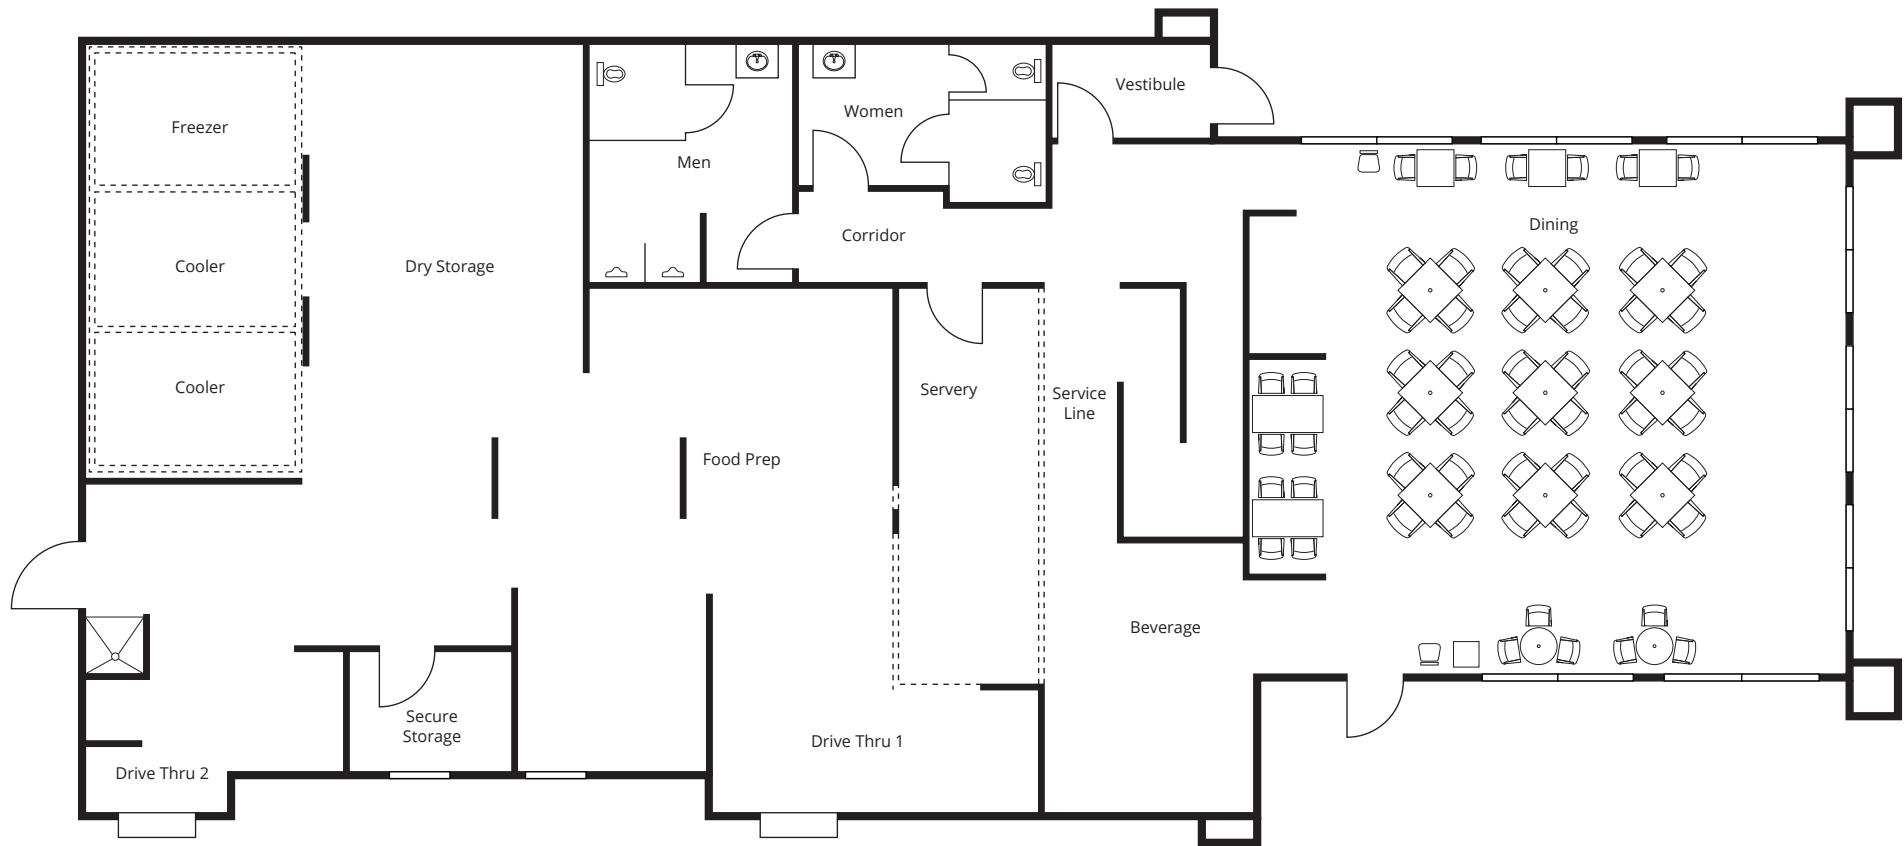 Vestibule
Women
Freezer
Men
Dining
Corridor
Cooler
Dry Storage
Cooler
Servery
Service
Line
Food Prep
Beverage
Secure
Storage
Drive Thru 1
Drive Thru 2